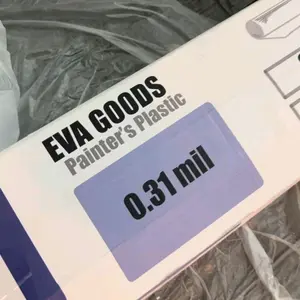 EVA GOODS
Painter's Plastic
0.31 mil